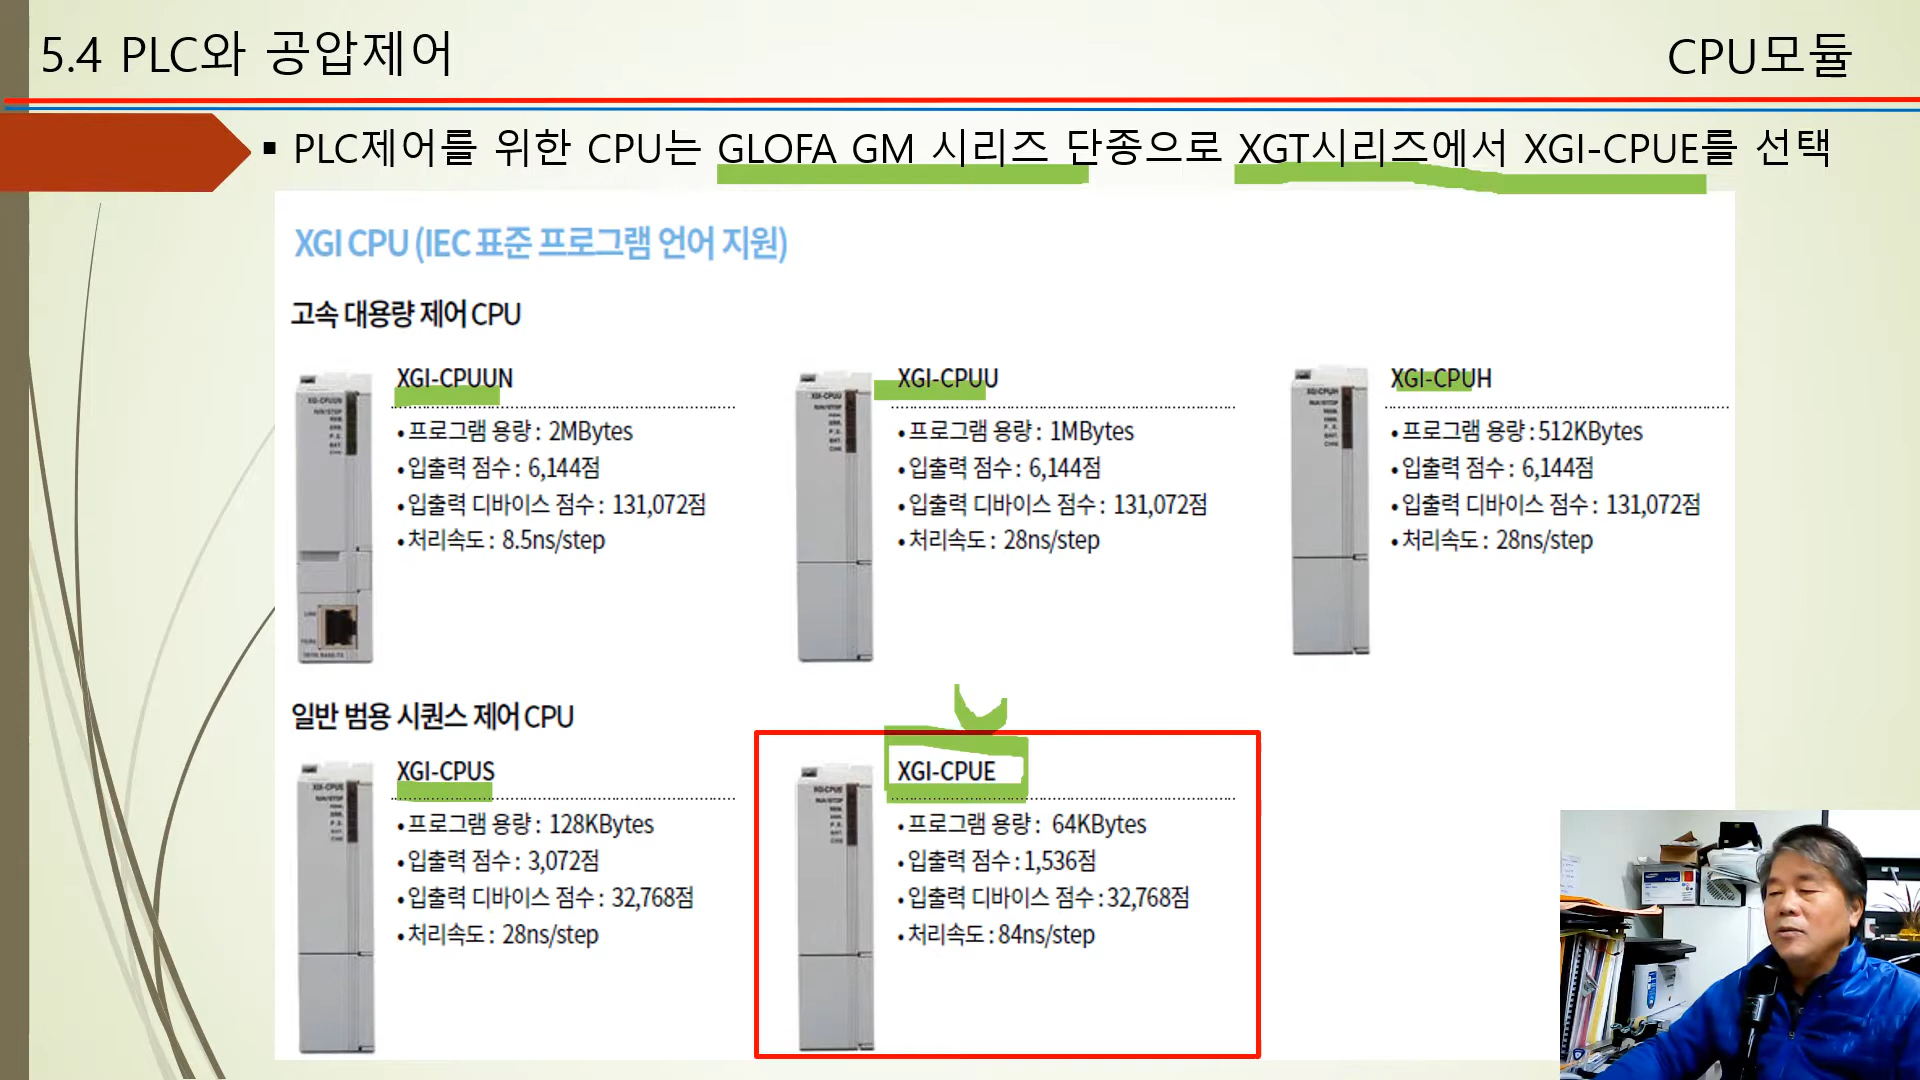 5.4 PLC와 공압제어
CPU모듈
▪ PLC제어를 위한 CPU는 GLOFA GM 시리즈 단종으로 XGT시리즈에서 XGI-CPUE를 선택
XGI CPU (IEC 표준 프로그램 언어 지원)
고속 대용량 제어 CPU
XGI-CPUUN
• 프로그램 용량 : 2MBytes
• 입출력 점수 : 6,144점
• 입출력 디바이스 점수 : 131,072점
• 처리속도 : 8.5ns/step
XGI-CPUU
• 프로그램 용량 : 1MBytes
• 입출력 점수 : 6,144점
• 입출력 디바이스 점수 : 131,072점
• 처리속도 : 28ns/step
XGI-CPUH
• 프로그램 용량 : 512KBytes
• 입출력 점수 : 6,144점
• 입출력 디바이스 점수 : 131,072점
• 처리속도 : 28ns/step
일반 범용 시퀀스 제어 CPU
XGI-CPUS
• 프로그램 용량 : 128KBytes
• 입출력 점수 : 3,072점
• 입출력 디바이스 점수 : 32,768점
• 처리속도 : 28ns/step
XGI-CPUE
• 프로그램 용량 : 64KBytes
• 입출력 점수 : 1,536점
• 입출력 디바이스 점수 : 32,768점
• 처리속도 : 84ns/step